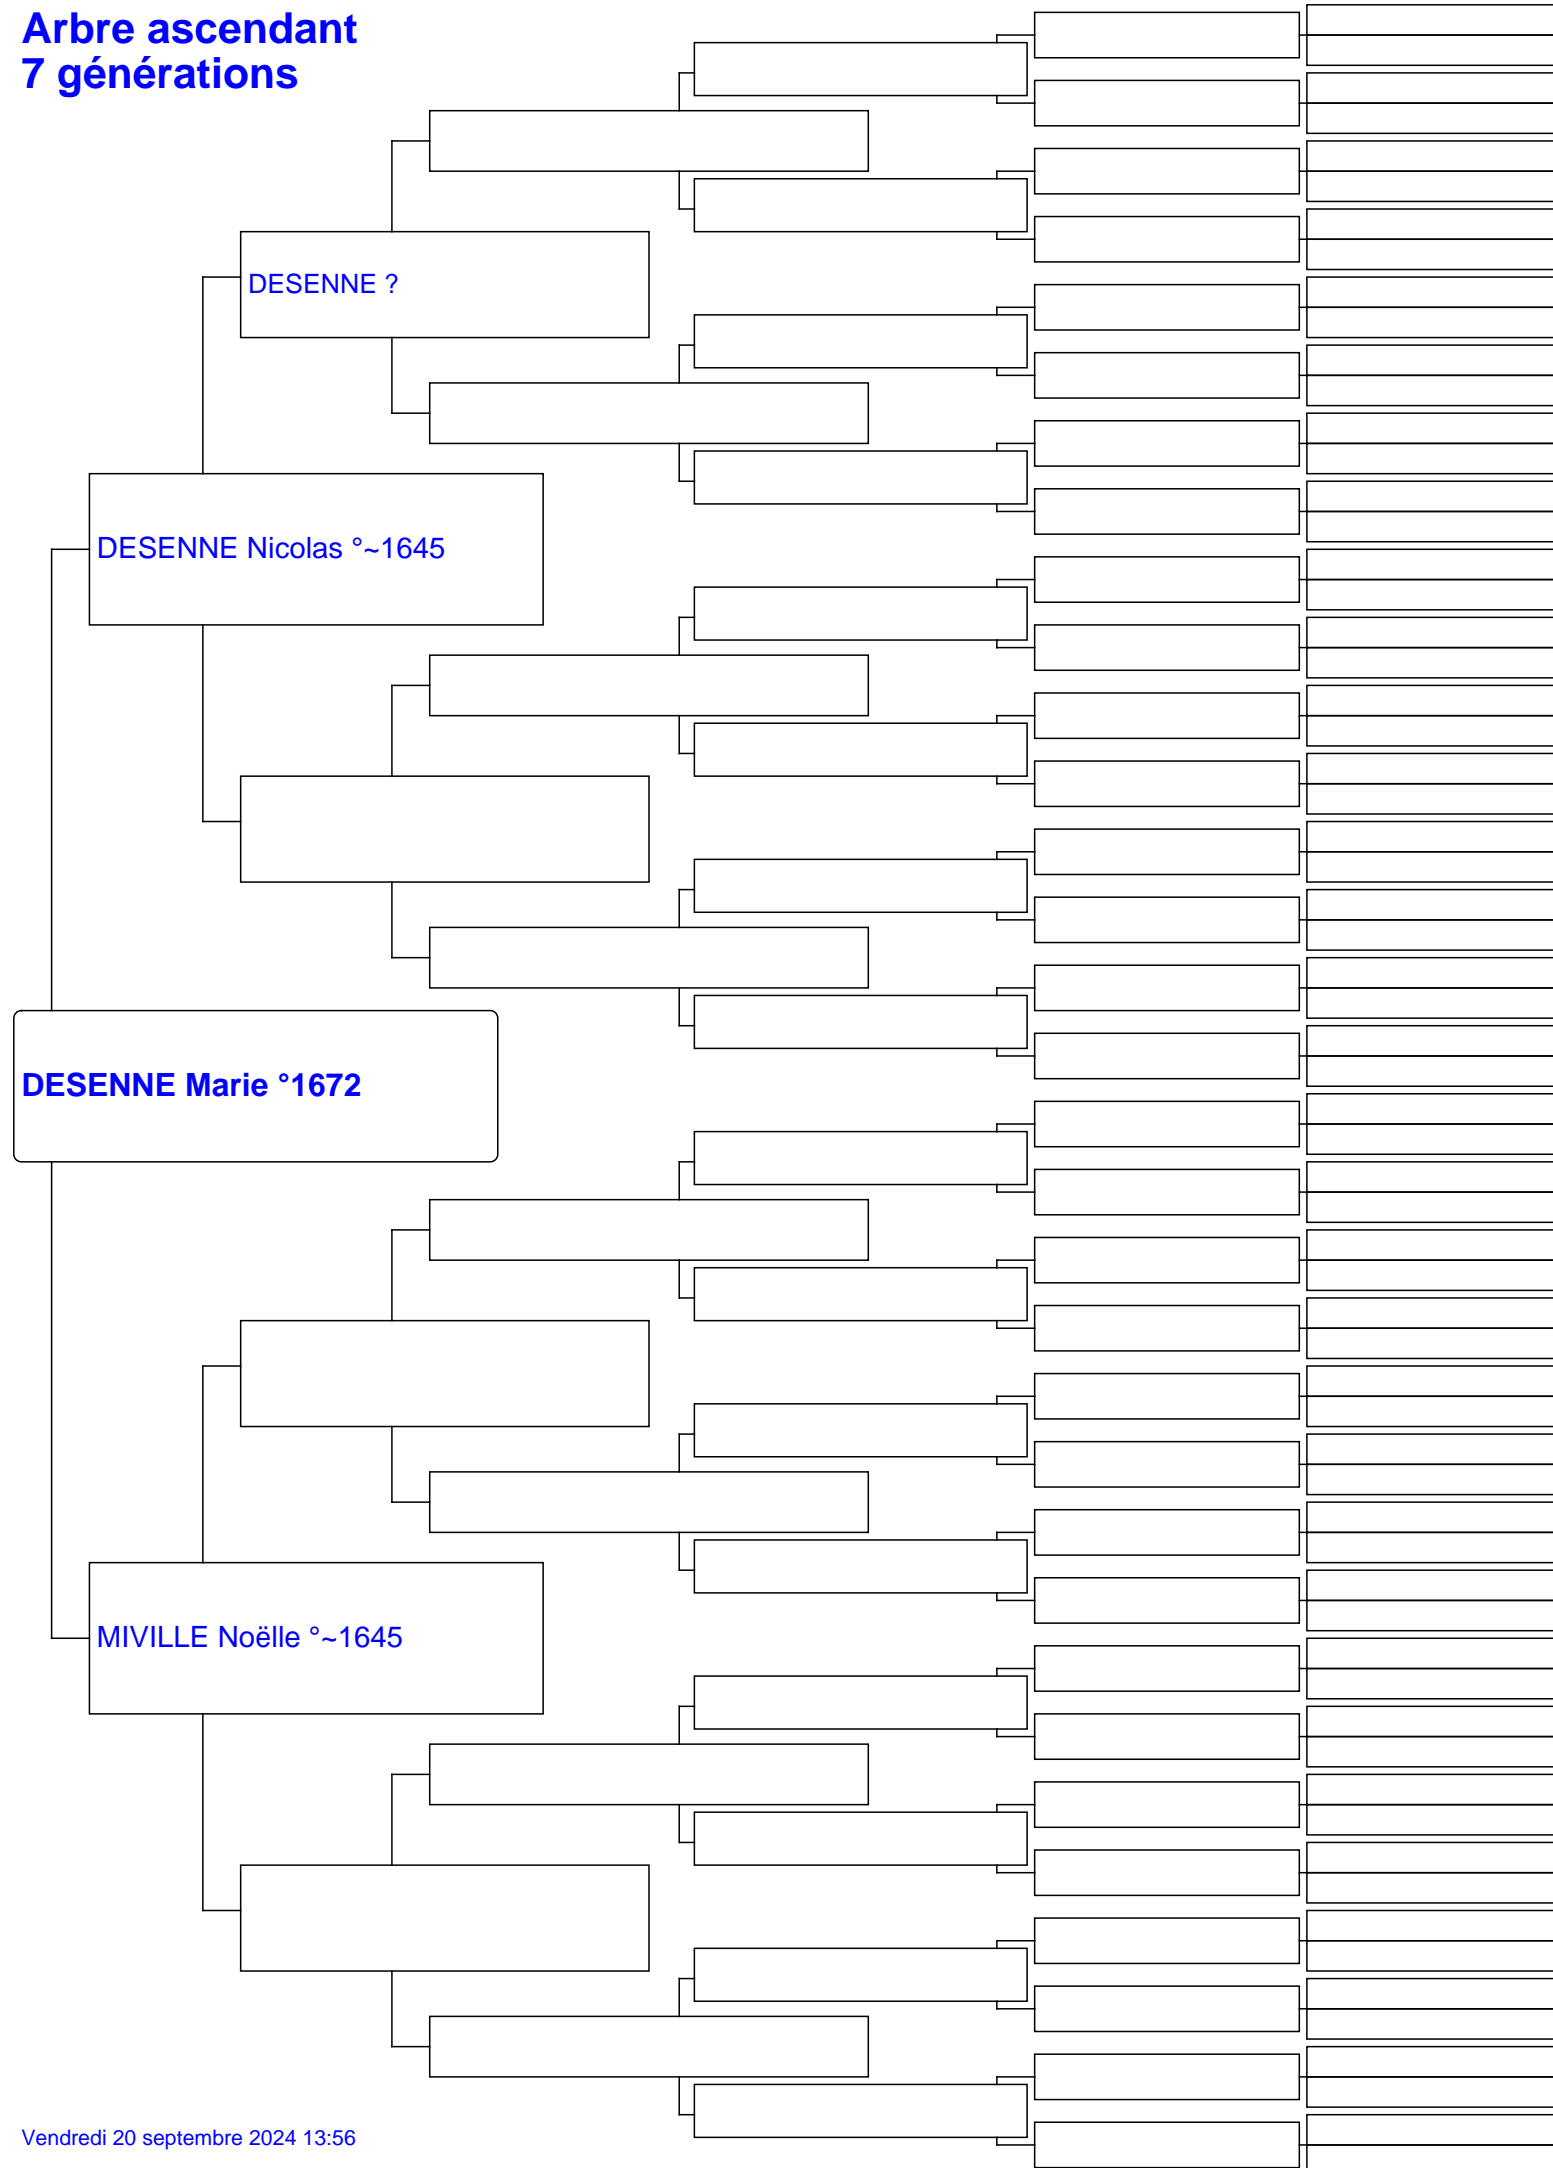 Arbre ascendant
7 générations
DESENNE ?
DESENNE Nicolas °~1645
DESENNE Marie °1672
MIVILLE Noëlle °~1645
Vendredi 20 septembre 2024 13:56